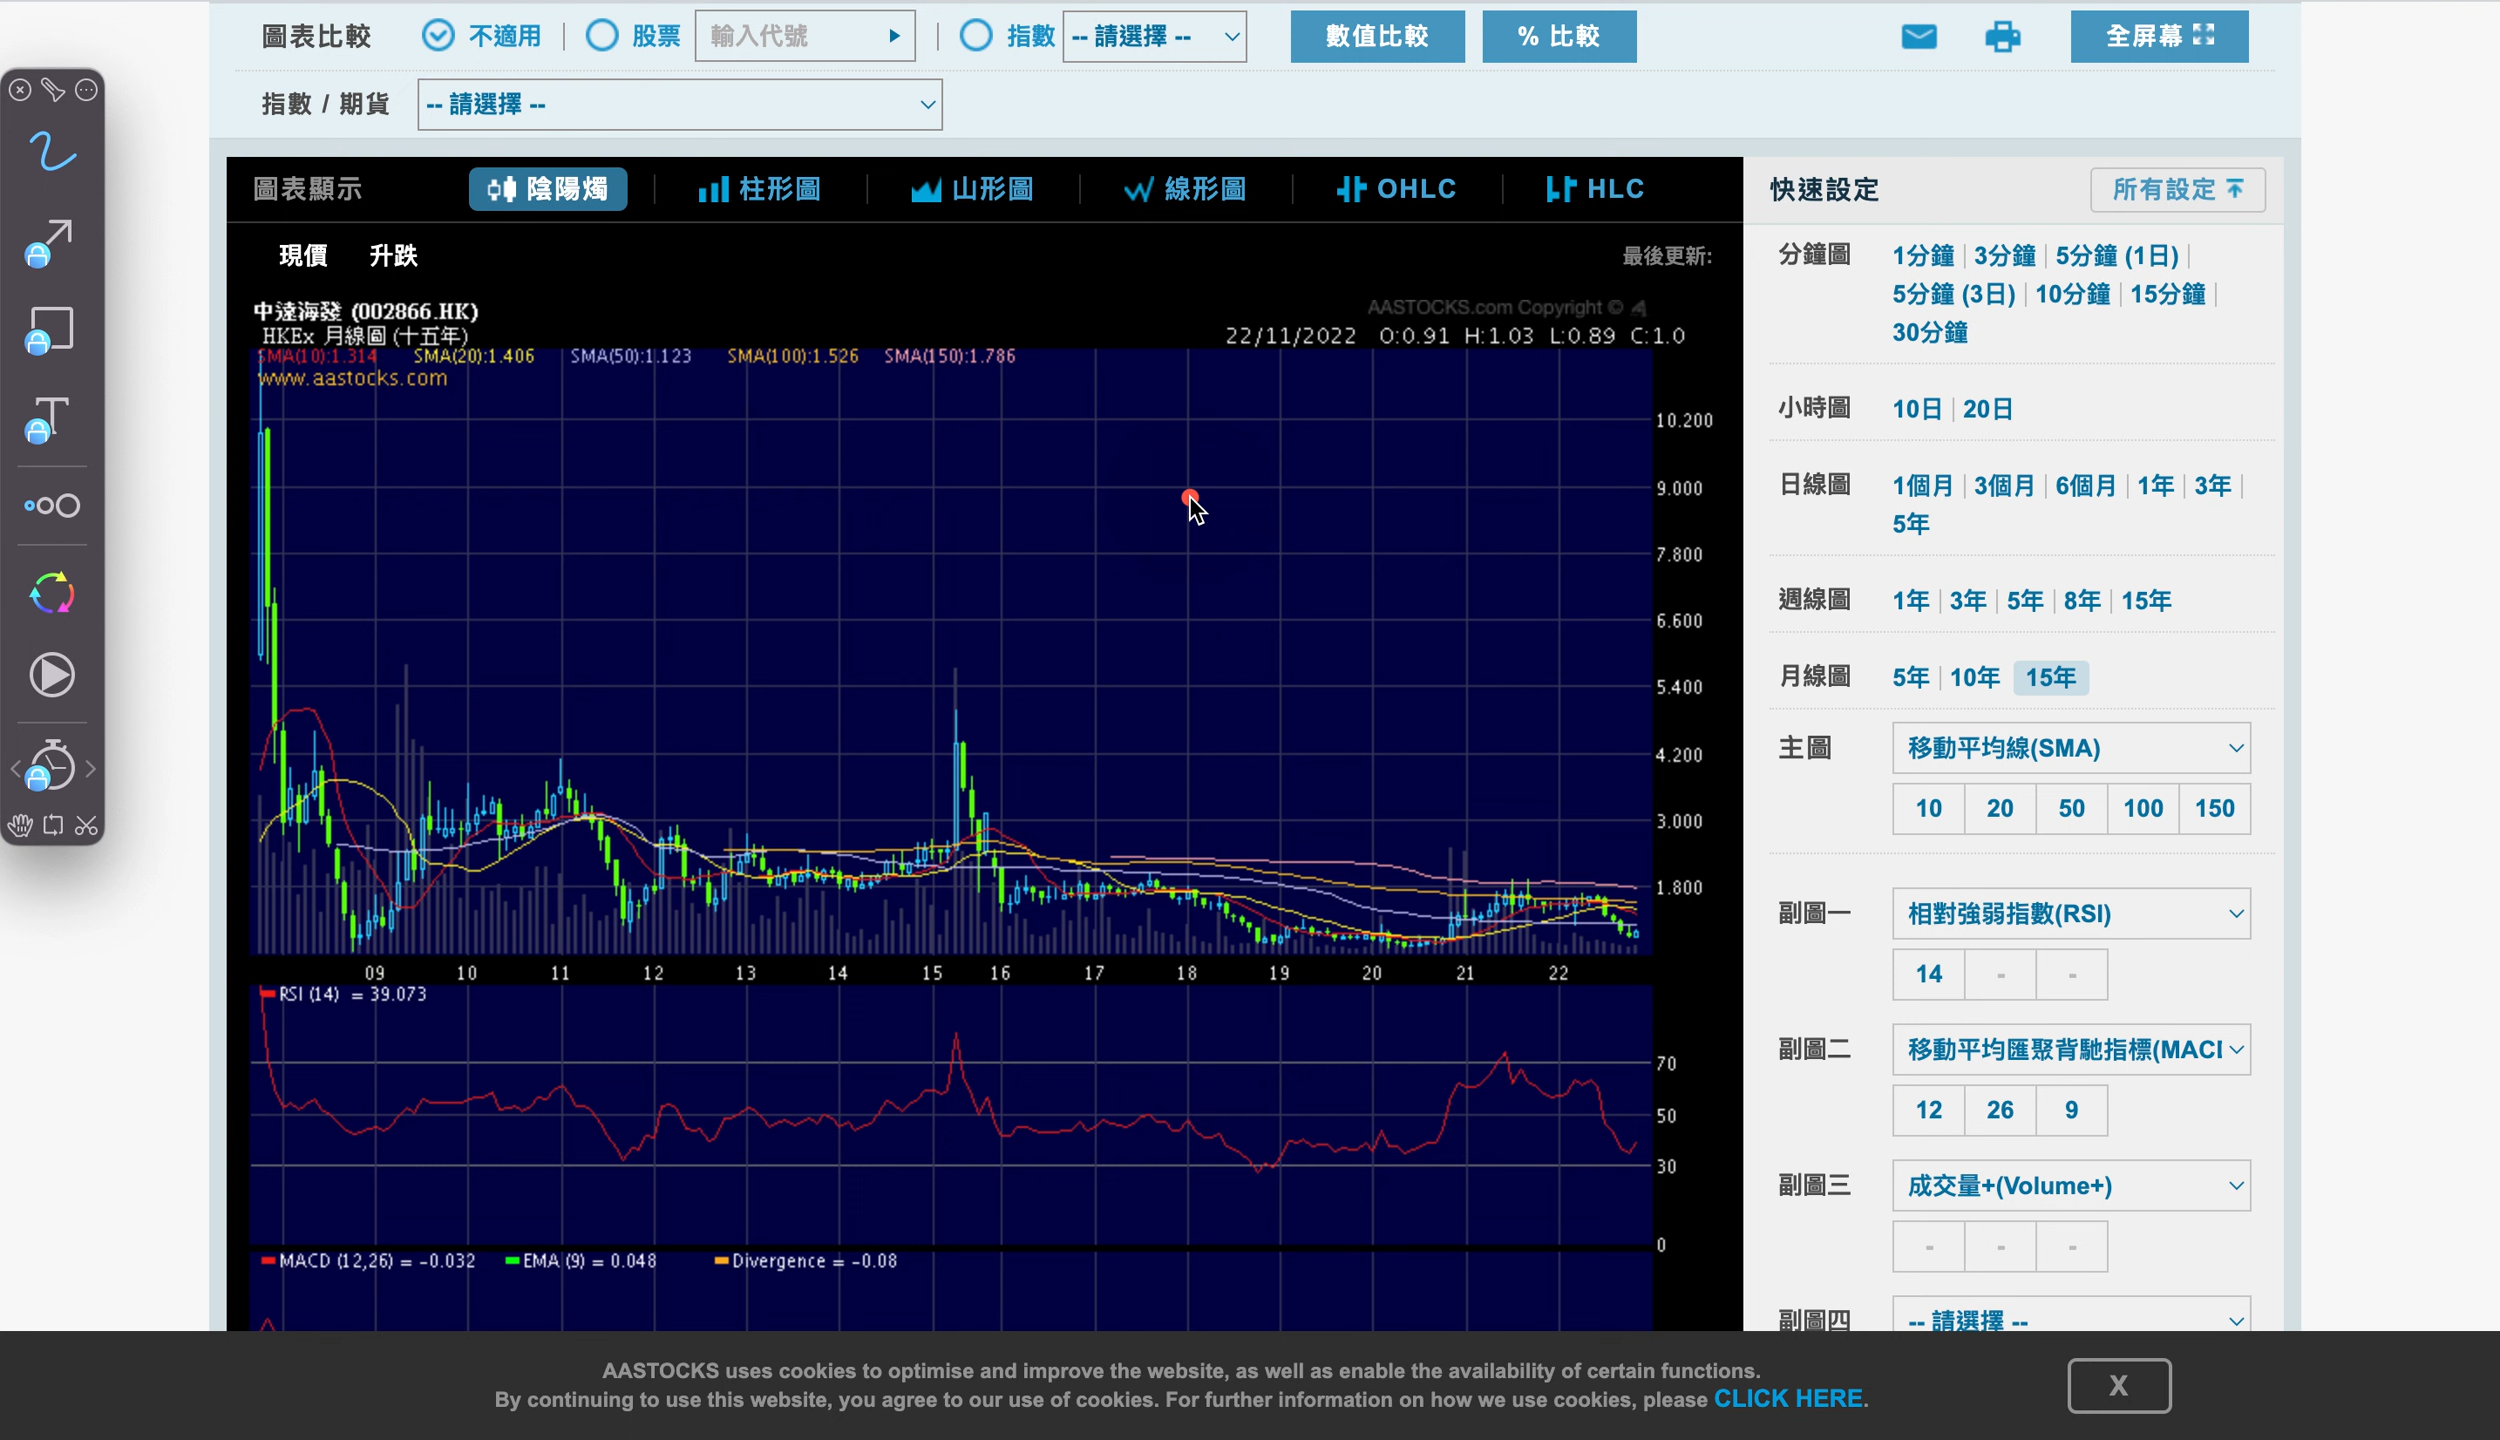 圖表比較 不適用 股票 輸入代號 指數 -- 請選擇 -- 數值比較 % 比較 全屏幕
指數 / 期貨 -- 請選擇 --
圖表顯示 陰陽燭 柱形圖 山形圖 線形圖 OHLC HLC
現價 升跌 最後更新:
AASTOCKS.com Copyright ©
中達海發 (002866.HK)
HKEx 月線圖 (十五年) 22/11/2022 O:0.91 H:1.03 L:0.89 C:1.0
SMA(10):1.314 SMA(20):1.406 SMA(50):1.123 SMA(100):1.526 SMA(150):1.786
www.aastocks.com
10.200
9.000
7.800
6.600
5.400
4.200
3.000
1.800
09 10 11 12 13 14 15 16 17 18 19 20 21 22
RSI (14) = 39.073
70
50
30
0
MACD (12,26) = -0.032 EMA (9) = 0.048 Divergence = -0.08
快速設定 所有設定
分鐘圖 1分鐘 3分鐘 5分鐘 (1日)
5分鐘 (3日) 10分鐘 15分鐘
30分鐘
小時圖 10日 20日
日線圖 1個月 3個月 6個月 1年 3年
5年
週線圖 1年 3年 5年 8年 15年
月線圖 5年 10年 15年
主圖 移動平均線(SMA)
10 20 50 100 150
副圖一 相對強弱指數(RSI)
14 - -
副圖二 移動平均匯聚背馳指標(MACI
12 26 9
副圖三 成交量+(Volume+)
- - -
副圖四 -- 請選擇 --
AASTOCKS uses cookies to optimise and improve the website, as well as enable the availability of certain functions.
By continuing to use this website, you agree to our use of cookies. For further information on how we use cookies, please CLICK HERE.
X